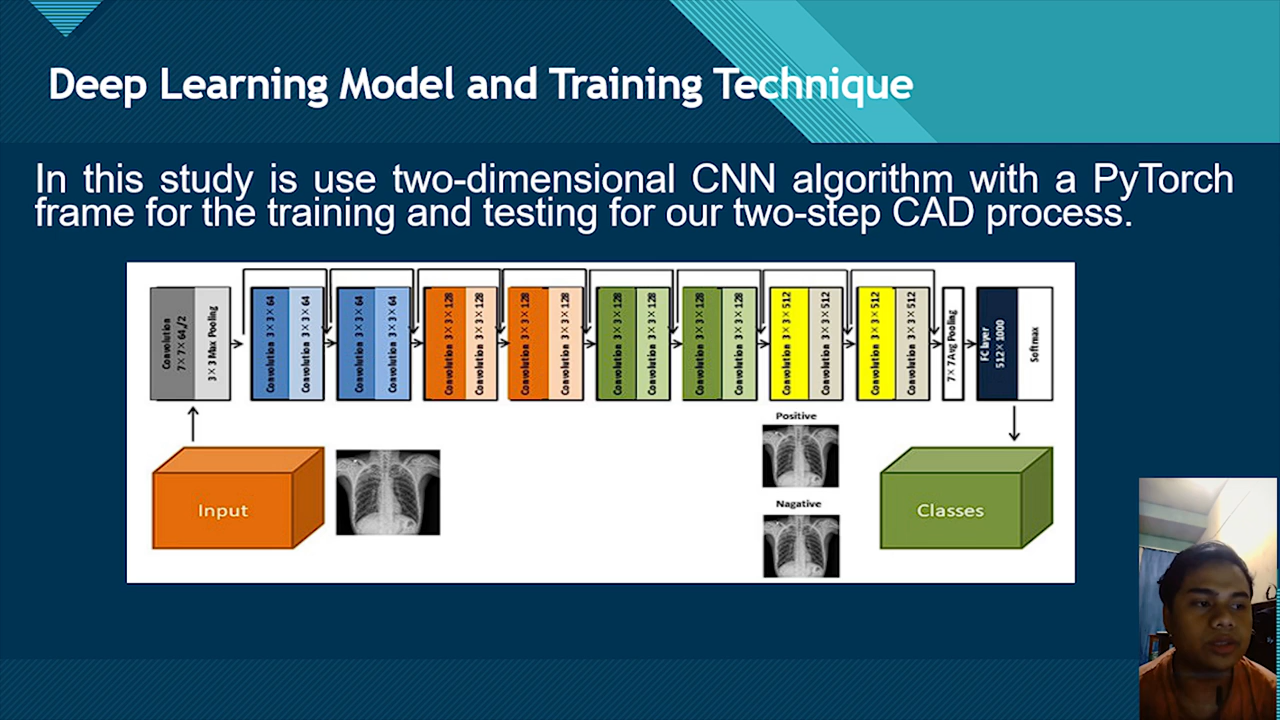 Deep Learning Model and Training Technique
In this study is use two-dimensional CNN algorithm with a PyTorch
frame for the training and testing for our two-step CAD process.
Convolution
7×7×64,/2
3×3 Max Pooling
Convolution 3×3×64
Convolution 3×3×64
Convolution 3×3×64
Convolution 3×3×64
Convolution 3×3×128
Convolution 3×3×128
Convolution 3×3×128
Convolution 3×3×128
Convolution 3×3×128
Convolution 3×3×128
Convolution 3×3×128
Convolution 3×3×128
Convolution 3×3×512
Convolution 3×3×512
Convolution 3×3×512
Convolution 3×3×512
7×7Avg Pooling
FC layer
512×1000
Softmax
Positive
Input
Nagative
Classes